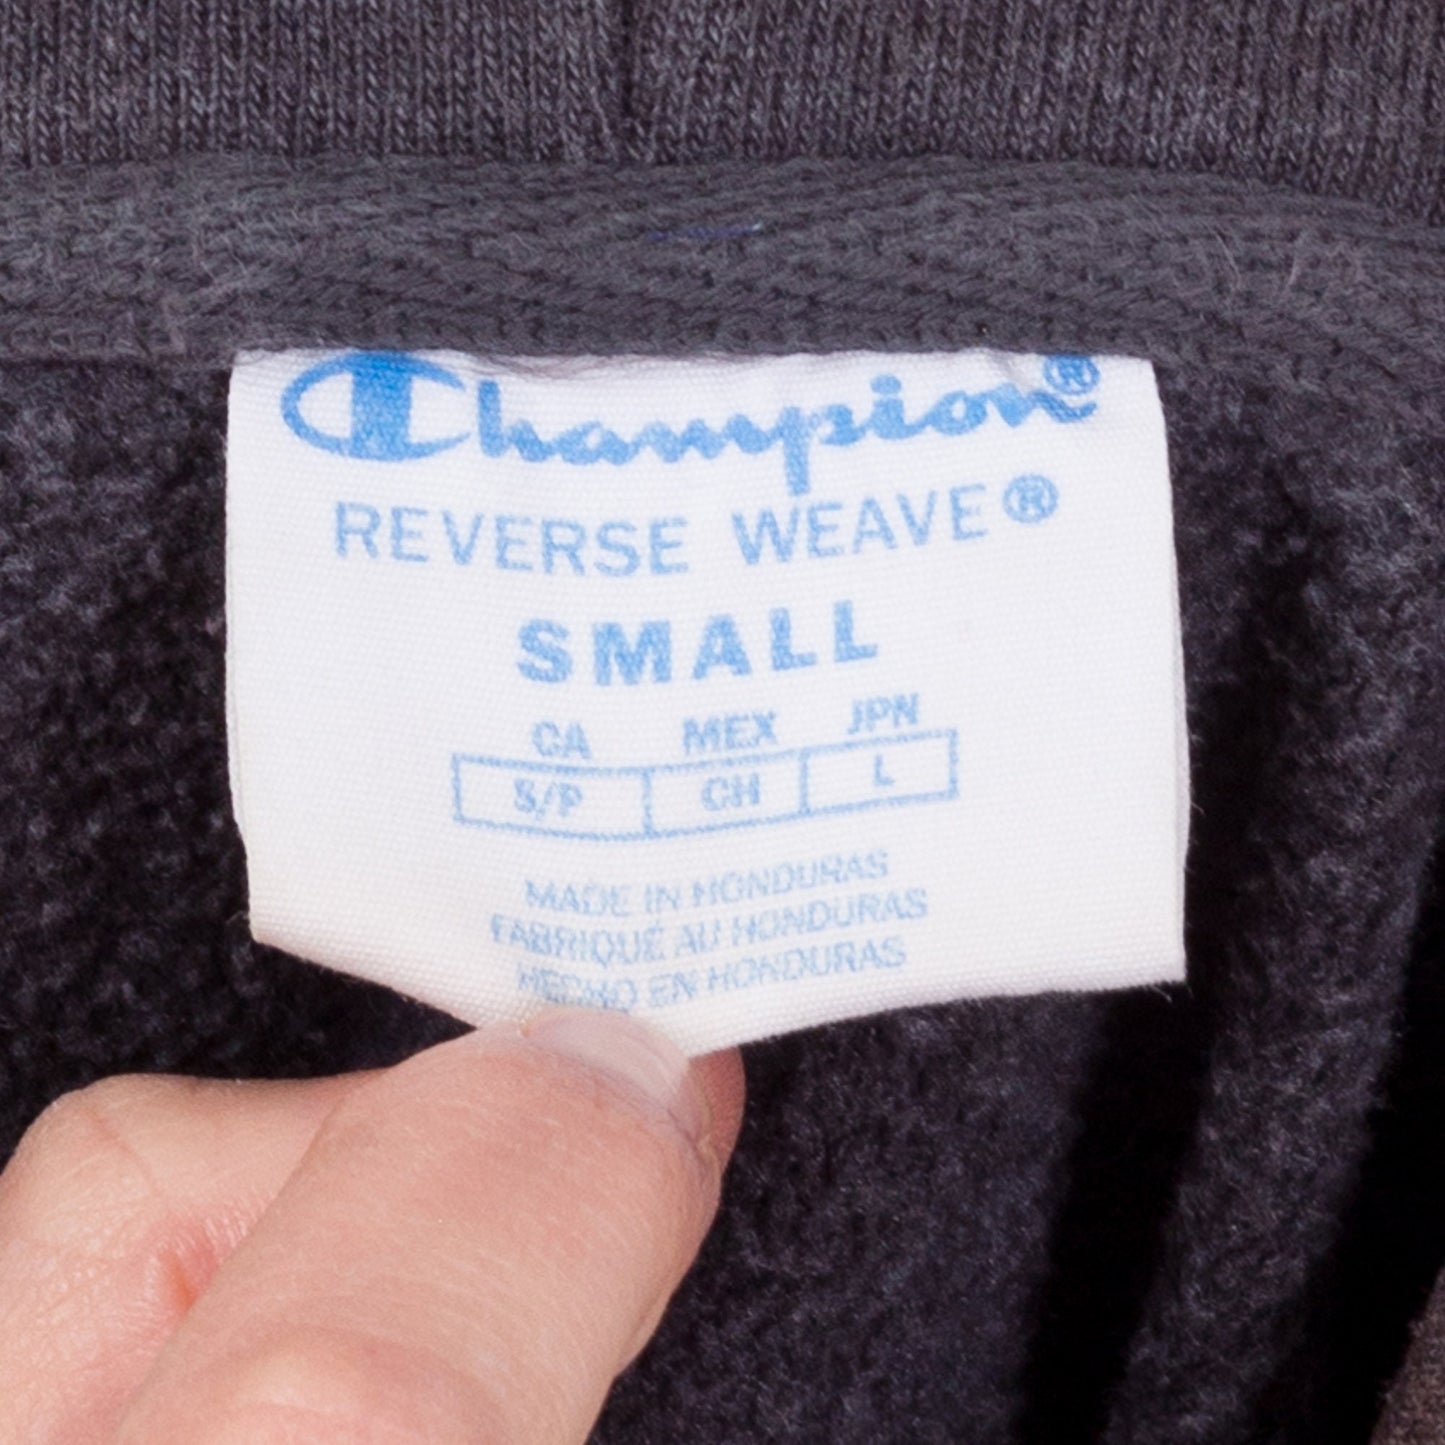 Champion®
REVERSE WEAVE®
SMALL
CA MEX JPN
S/P CH L
MADE IN HONDURAS
FABRIQUÉ AU HONDURAS
HECHO EN HONDURAS